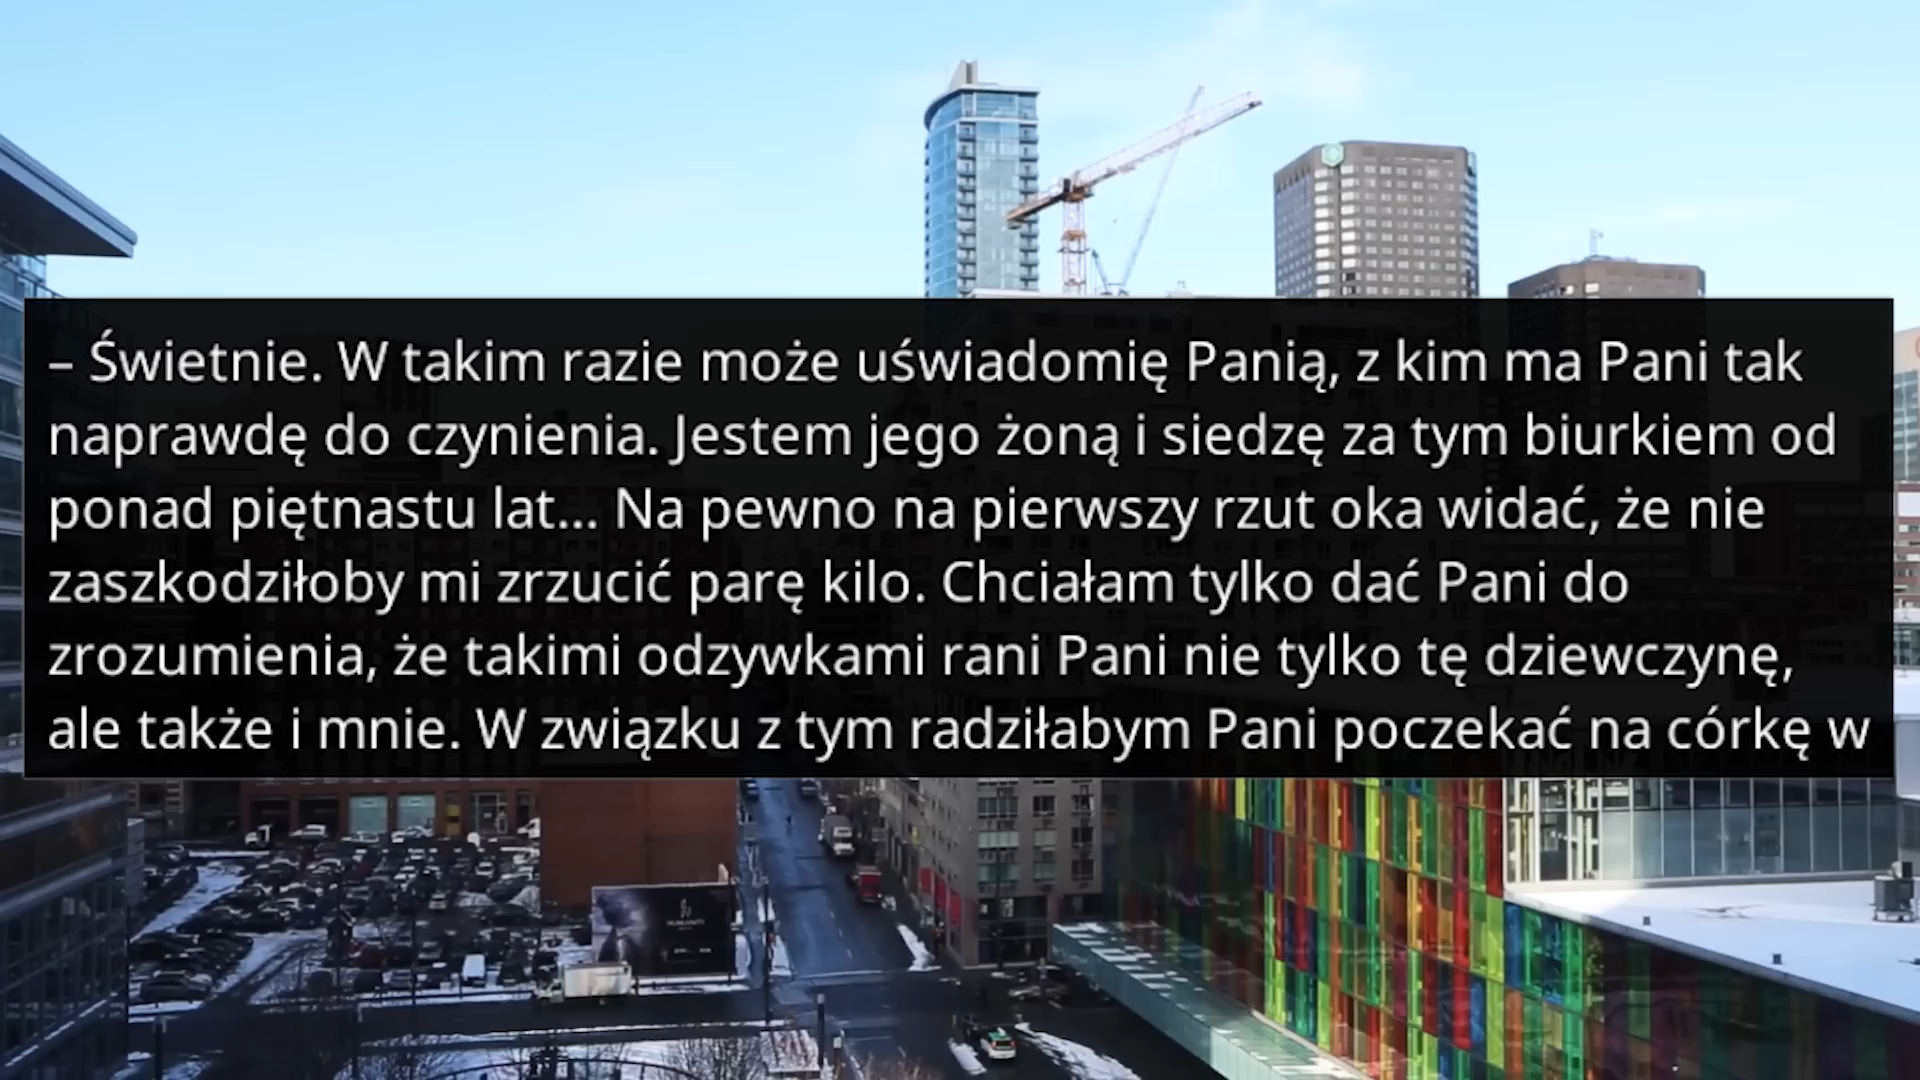 – Świetnie. W takim razie może uświadomię Panią, z kim ma Pani tak
naprawdę do czynienia. Jestem jego żoną i siedzę za tym biurkiem od
ponad piętnastu lat... Na pewno na pierwszy rzut oka widać, że nie
zaszkodziłoby mi zrzucić parę kilo. Chciałam tylko dać Pani do
zrozumienia, że takimi odzywkami rani Pani nie tylko tę dziewczynę,
ale także i mnie. W związku z tym radziłabym Pani poczekać na córkę w